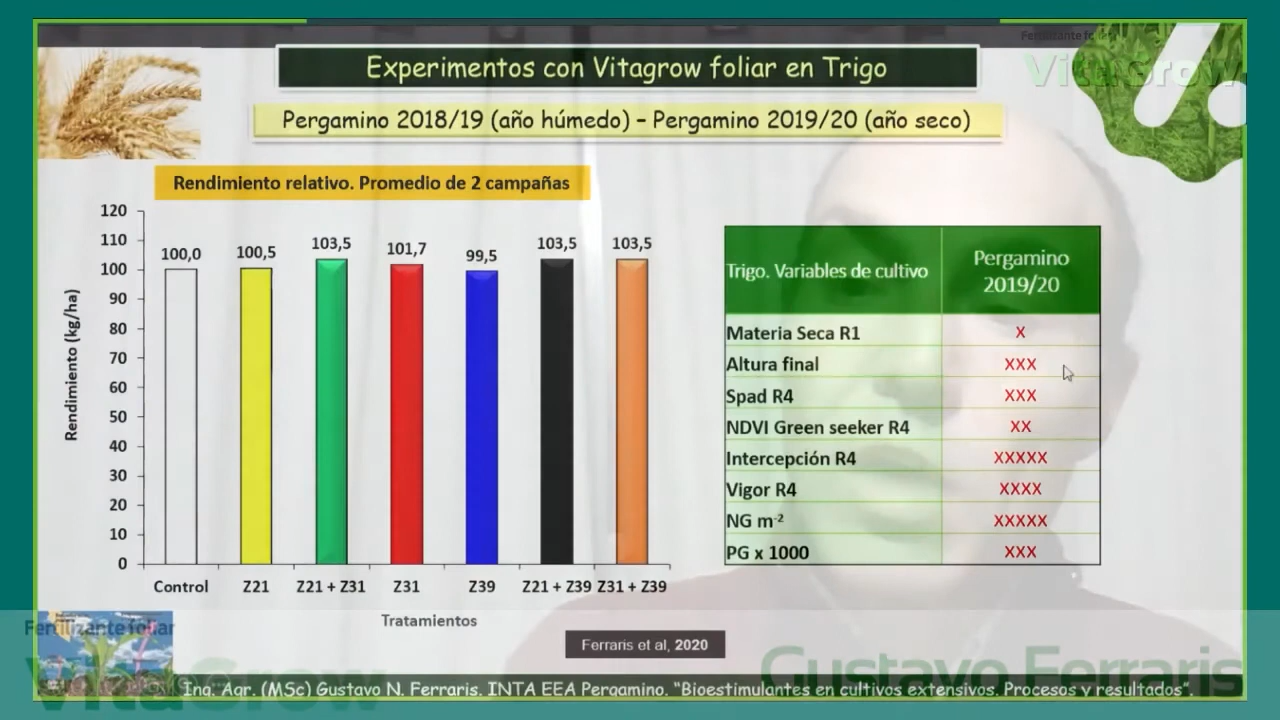 Experimentos con Vitagrow foliar en Trigo
Fertilizante fo
VitaGrow
Pergamino 2018/19 (año húmedo) – Pergamino 2019/20 (año seco)
Rendimiento relativo. Promedio de 2 campañas
Rendimiento (kg/ha)
120
110
100
90
80
70
60
50
40
30
20
10
0
100,0
100,5
103,5
101,7
99,5
103,5
103,5
Control
Z21
Z21 + Z31
Z31
Z39
Z21 + Z39
Z31 + Z39
Tratamientos
Trigo. Variables de cultivo
Pergamino 2019/20
Materia Seca R1 X
Altura final XXX
Spad R4 XXX
NDVI Green seeker R4 XX
Intercepción R4 XXXXX
Vigor R4 XXXX
NG m⁻² XXXXX
PG x 1000 XXX
Ferraris et al, 2020
Fertilizante foliar
VitaGrow
Gustavo Ferraris
Ing. Agr. (MSc) Gustavo N. Ferraris. INTA EEA Pergamino. “Bioestimulantes en cultivos extensivos. Procesos y resultados”.